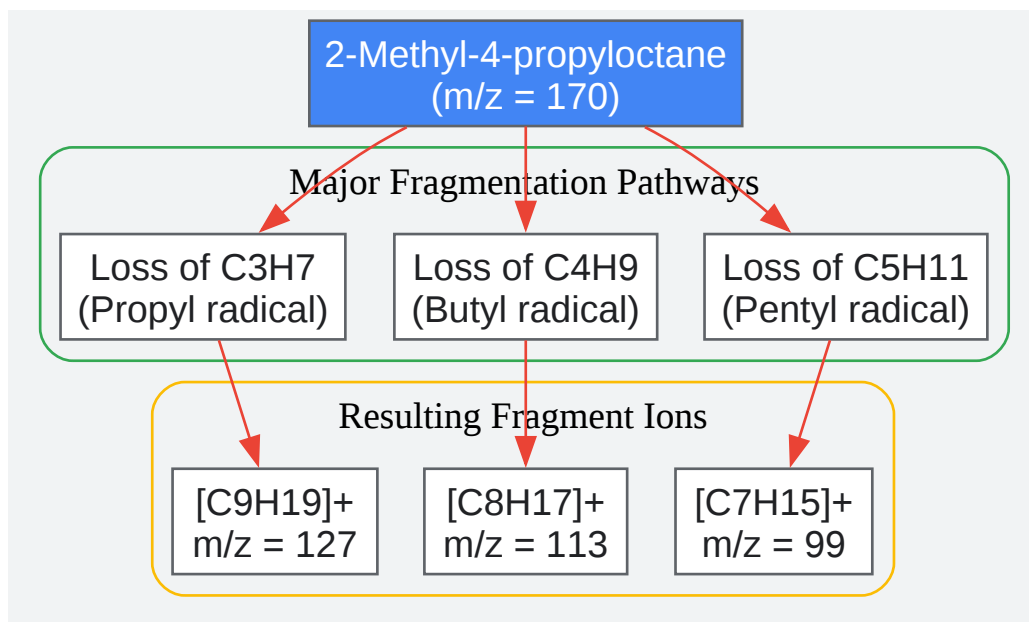 2-Methyl-4-propyloctane
(m/z = 170)
Major Fragmentation Pathways
Loss of C3H7
(Propyl radical)
Loss of C4H9
(Butyl radical)
Loss of C5H11
(Pentyl radical)
Resulting Fragment Ions
[C9H19]+
m/z = 127
[C8H17]+
m/z = 113
[C7H15]+
m/z = 99